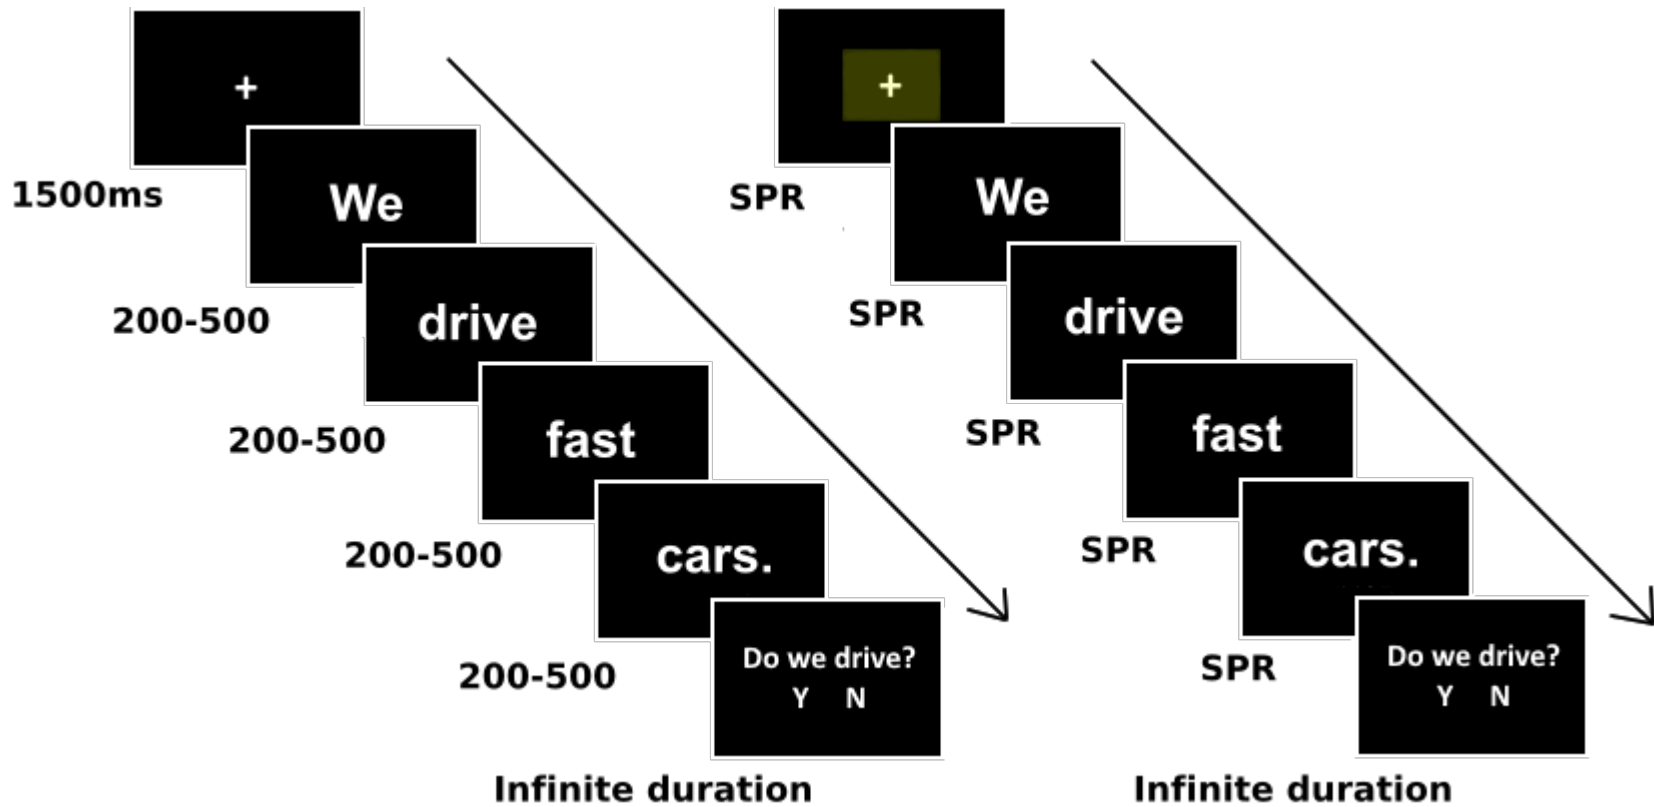 +
1500ms
We
200-500
drive
200-500
fast
200-500
cars.
200-500
Do we drive?
Y N
Infinite duration
+
SPR
We
SPR
drive
SPR
fast
SPR
cars.
SPR
Do we drive?
Y N
Infinite duration